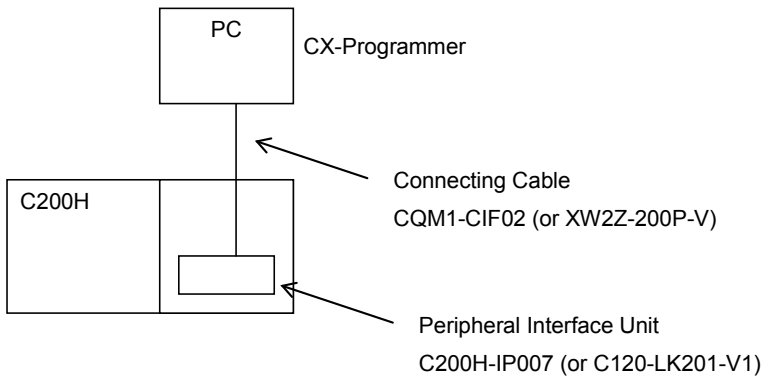 PC
CX-Programmer
C200H
Connecting Cable
CQM1-CIF02 (or XW2Z-200P-V)
Peripheral Interface Unit
C200H-IP007 (or C120-LK201-V1)